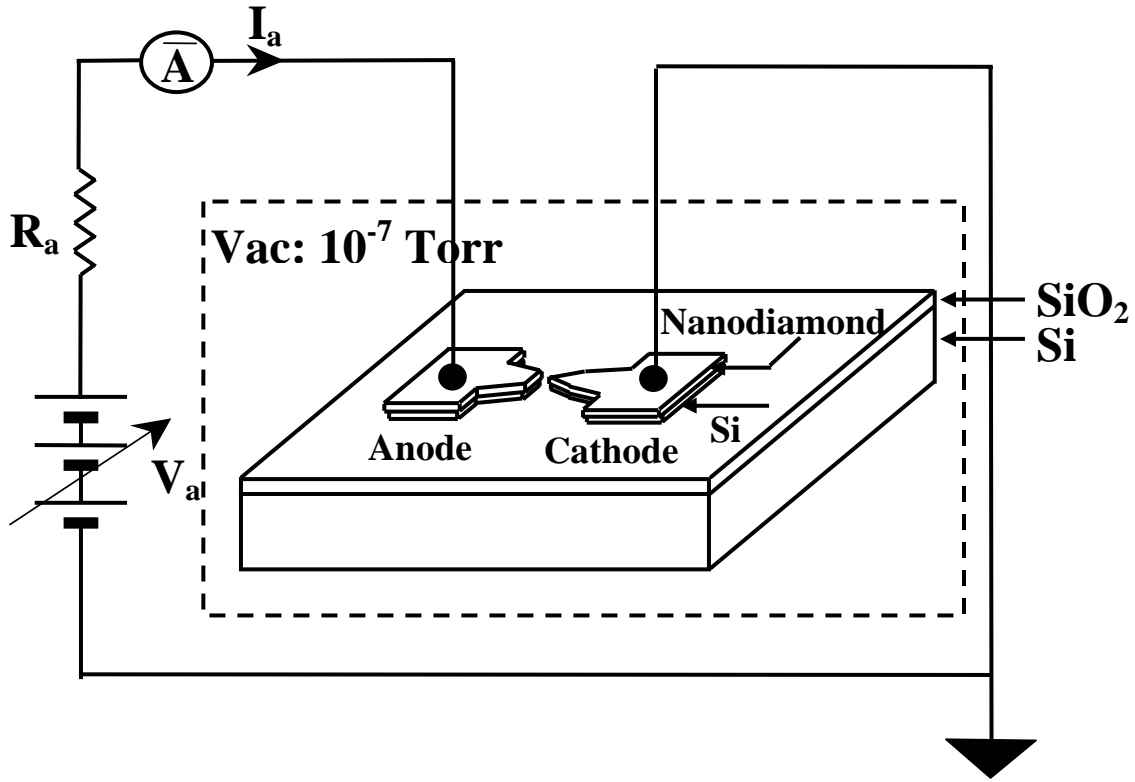 I_a
A
R_a
Vac: 10^-7 Torr
SiO_2
Nanodiamond
Si
Si
Anode
Cathode
V_a